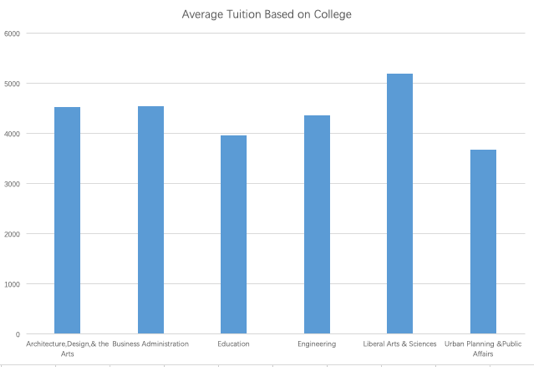 Average Tuition Based on College
6000
5000
4000
3000
2000
1000
0
Architecture,Design,& the Arts
Business Administration
Education
Engineering
Liberal Arts & Sciences
Urban Planning &Public Affairs